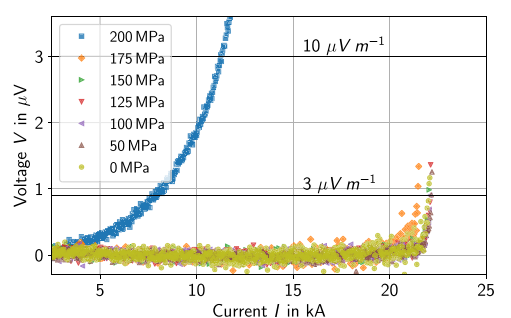 200 MPa
175 MPa
150 MPa
125 MPa
100 MPa
50 MPa
0 MPa
10 μV m⁻¹
3 μV m⁻¹
Voltage V in μV
3
2
1
0
5
10
15
20
25
Current I in kA